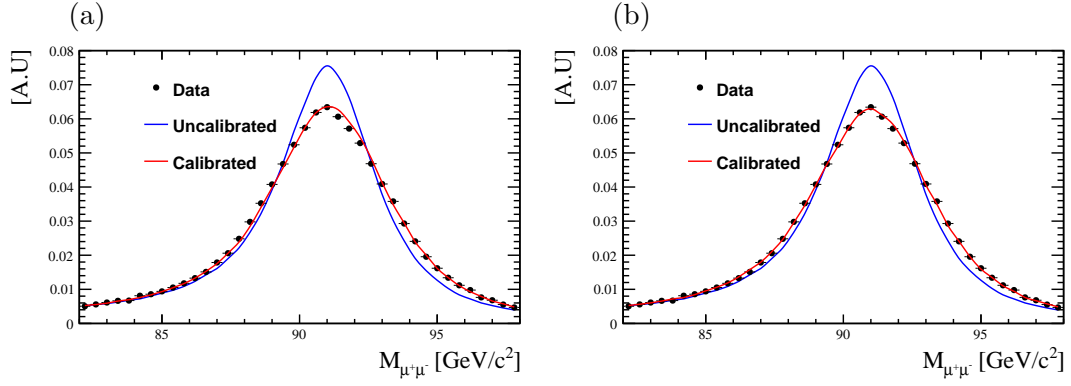 (a)
(b)
[A.U]
0.08
0.07
0.06
0.05
0.04
0.03
0.02
0.01
0
Data
Uncalibrated
Calibrated
85 90 95
M_{μ⁺μ⁻} [GeV/c²]
[A.U]
0.08
0.07
0.06
0.05
0.04
0.03
0.02
0.01
0
Data
Uncalibrated
Calibrated
85 90 95
M_{μ⁺μ⁻} [GeV/c²]